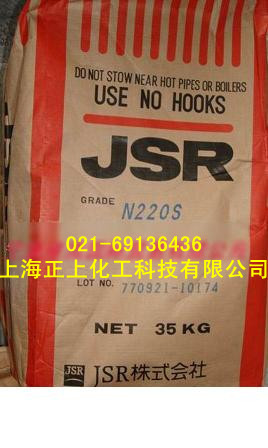 DO NOT STOW NEAR HOT PIPES OR BOILERS
USE NO HOOKS
JSR
GRADE N220S
021-69136436
上海正上化工科技有限公司
LOT NO. 770921-10174
NET 35 KG
JSR JSR株式会社